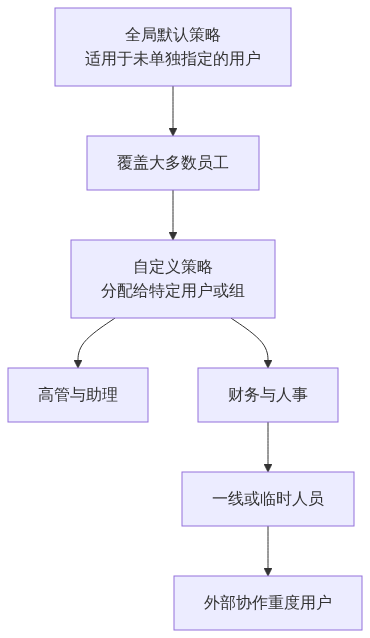 全局默认策略
适用于未单独指定的用户
覆盖大多数员工
自定义策略
分配给特定用户或组
高管与助理
财务与人事
一线或临时人员
外部协作重度用户